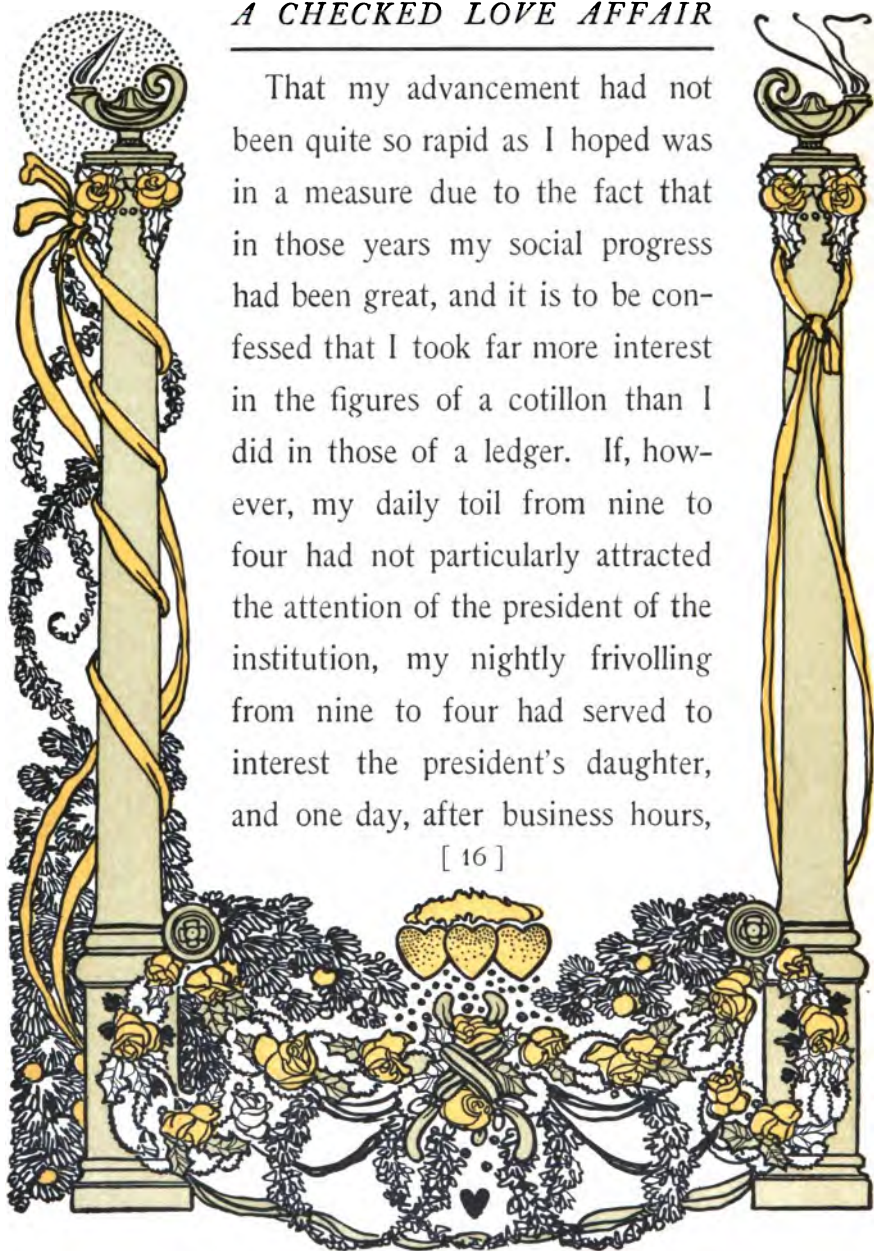 A CHECKED LOVE AFFAIR
That my advancement had not
been quite so rapid as I hoped was
in a measure due to the fact that
in those years my social progress
had been great, and it is to be con-
fessed that I took far more interest
in the figures of a cotillon than I
did in those of a ledger. If, how-
ever, my daily toil from nine to
four had not particularly attracted
the attention of the president of the
institution, my nightly frivolling
from nine to four had served to
interest the president's daughter,
and one day, after business hours,
[ 16 ]